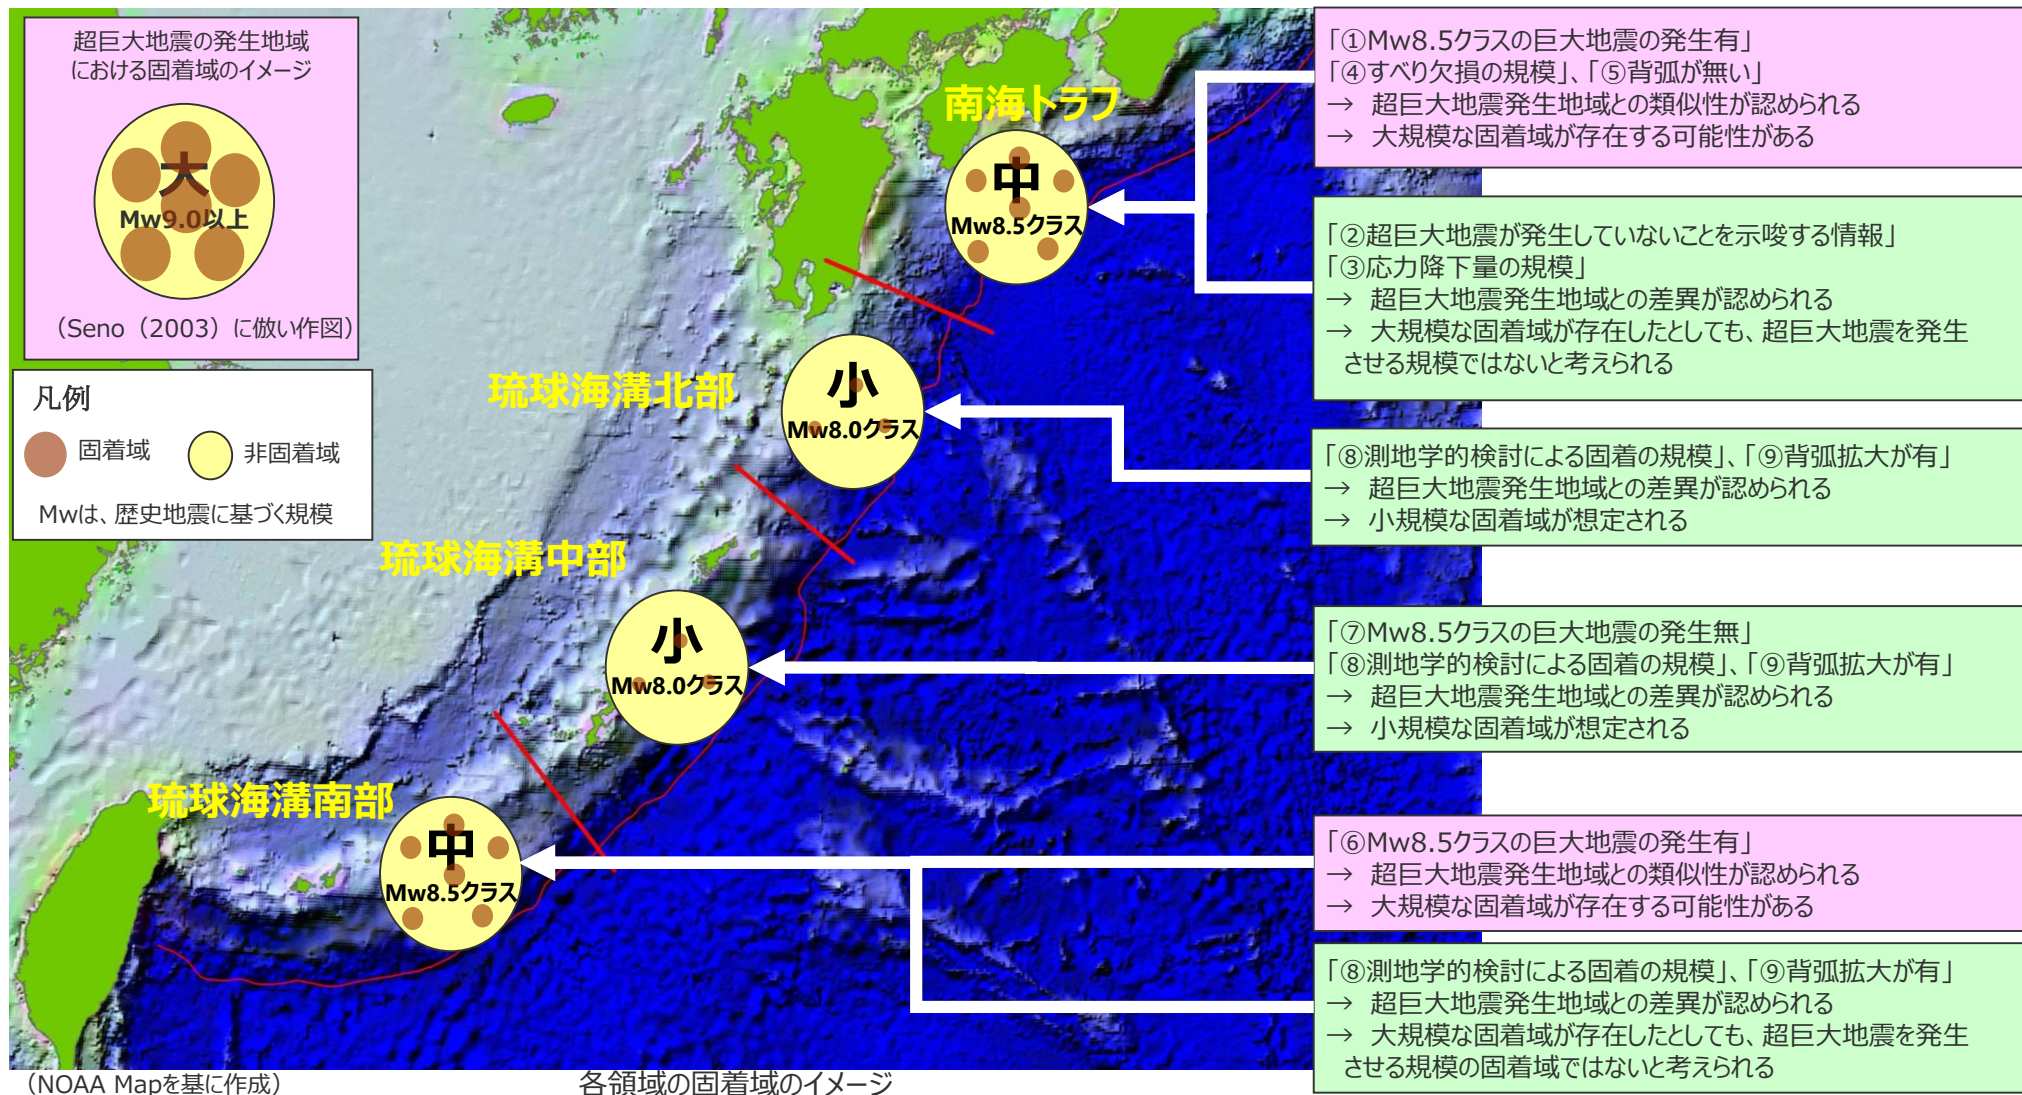 超巨大地震の発生地域
における固着域のイメージ
大
Mw9.0以上
（Seno（2003）に倣い作図）
凡例
固着域
非固着域
Mwは、歴史地震に基づく規模
南海トラフ
中
Mw8.5クラス
琉球海溝北部
小
Mw8.0クラス
琉球海溝中部
小
Mw8.0クラス
琉球海溝南部
中
Mw8.5クラス
「①Mw8.5クラスの巨大地震の発生有」
「④すべり欠損の規模」、「⑤背弧が無い」
→ 超巨大地震発生地域との類似性が認められる
→ 大規模な固着域が存在する可能性がある
「②超巨大地震が発生していないことを示唆する情報」
「③応力降下量の規模」
→ 超巨大地震発生地域との差異が認められる
→ 大規模な固着域が存在したとしても、超巨大地震を発生
させる規模ではないと考えられる
「⑧測地学的検討による固着の規模」、「⑨背弧拡大が有」
→ 超巨大地震発生地域との差異が認められる
→ 小規模な固着域が想定される
「⑦Mw8.5クラスの巨大地震の発生無」
「⑧測地学的検討による固着の規模」、「⑨背弧拡大が有」
→ 超巨大地震発生地域との差異が認められる
→ 小規模な固着域が想定される
「⑥Mw8.5クラスの巨大地震の発生有」
→ 超巨大地震発生地域との類似性が認められる
→ 大規模な固着域が存在する可能性がある
「⑧測地学的検討による固着の規模」、「⑨背弧拡大が有」
→ 超巨大地震発生地域との差異が認められる
→ 大規模な固着域が存在したとしても、超巨大地震を発生
させる規模の固着域ではないと考えられる
（NOAA Mapを基に作成）
各領域の固着域のイメージ